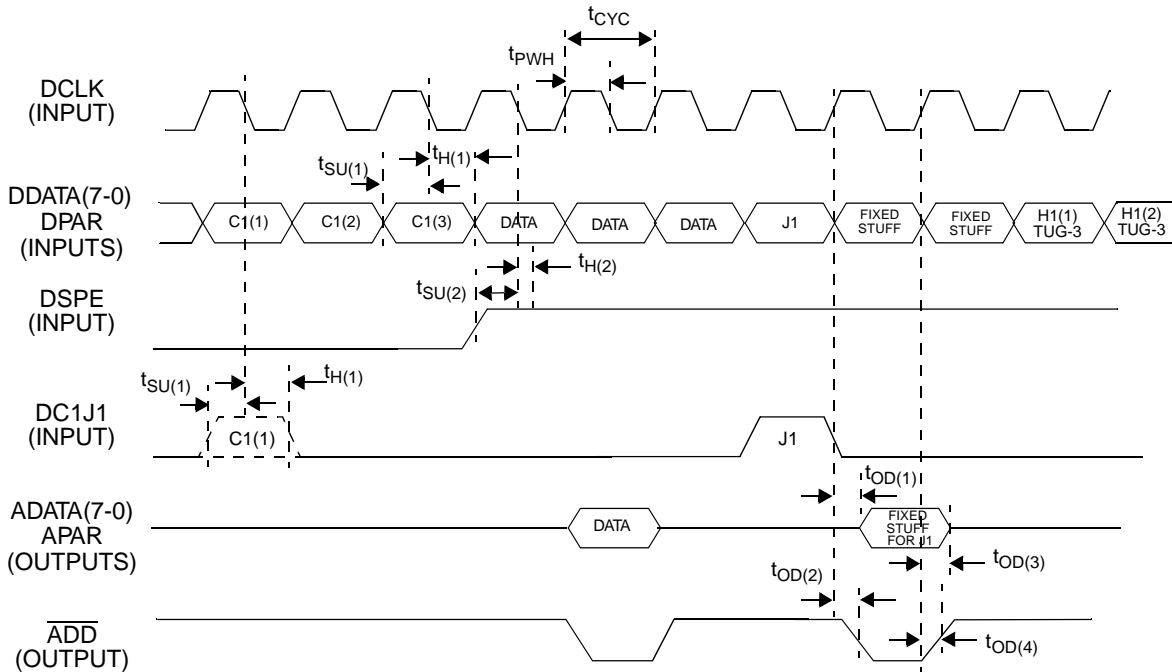 tCYC
tPWH
DCLK
(INPUT)
tSU(1)
tH(1)
DDATA(7-0)
DPAR
(INPUTS)
C1(1)
C1(2)
C1(3)
DATA
DATA
DATA
J1
FIXED
STUFF
FIXED
STUFF
H1(1)
TUG-3
H1(2)
TUG-3
tH(2)
tSU(2)
DSPE
(INPUT)
tSU(1)
tH(1)
DC1J1
(INPUT)
C1(1)
J1
tOD(1)
ADATA(7-0)
APAR
(OUTPUTS)
DATA
FIXED
STUFF
FOR J1
tOD(3)
tOD(2)
ADD
(OUTPUT)
tOD(4)